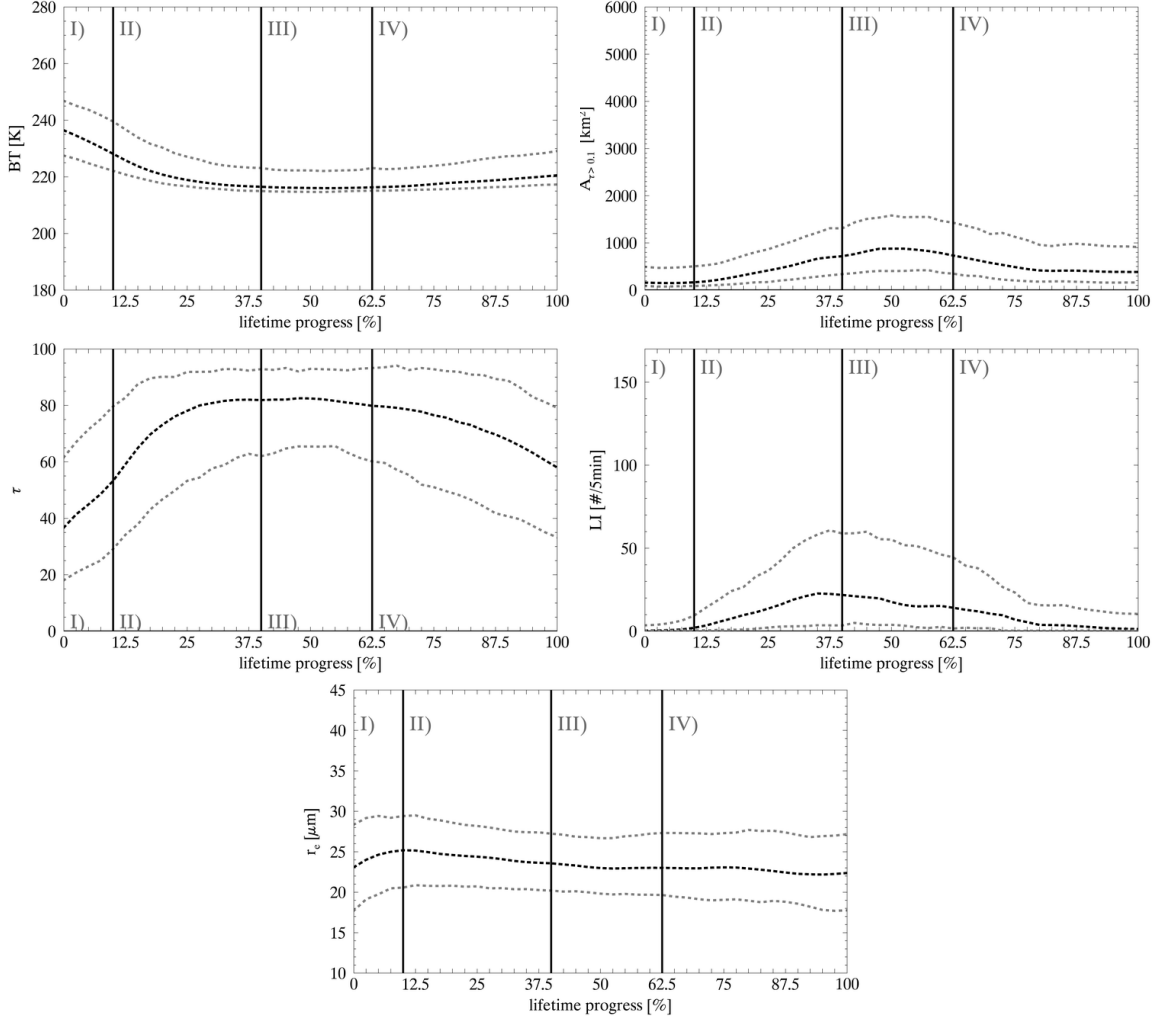 280
260
240
220
200
180
BT [K]
I) II) III) IV)
0 12.5 25 37.5 50 62.5 75 87.5 100
lifetime progress [%]
6000
5000
4000
3000
2000
1000
0
A r> 0.1 [km²]
I) II) III) IV)
0 12.5 25 37.5 50 62.5 75 87.5 100
lifetime progress [%]
100
80
60
40
20
0
τ
I) II) III) IV)
0 12.5 25 37.5 50 62.5 75 87.5 100
lifetime progress [%]
150
100
50
0
LI [#/5min]
I) II) III) IV)
0 12.5 25 37.5 50 62.5 75 87.5 100
lifetime progress [%]
45
40
35
30
25
20
15
10
r_e [μm]
I) II) III) IV)
0 12.5 25 37.5 50 62.5 75 87.5 100
lifetime progress [%]